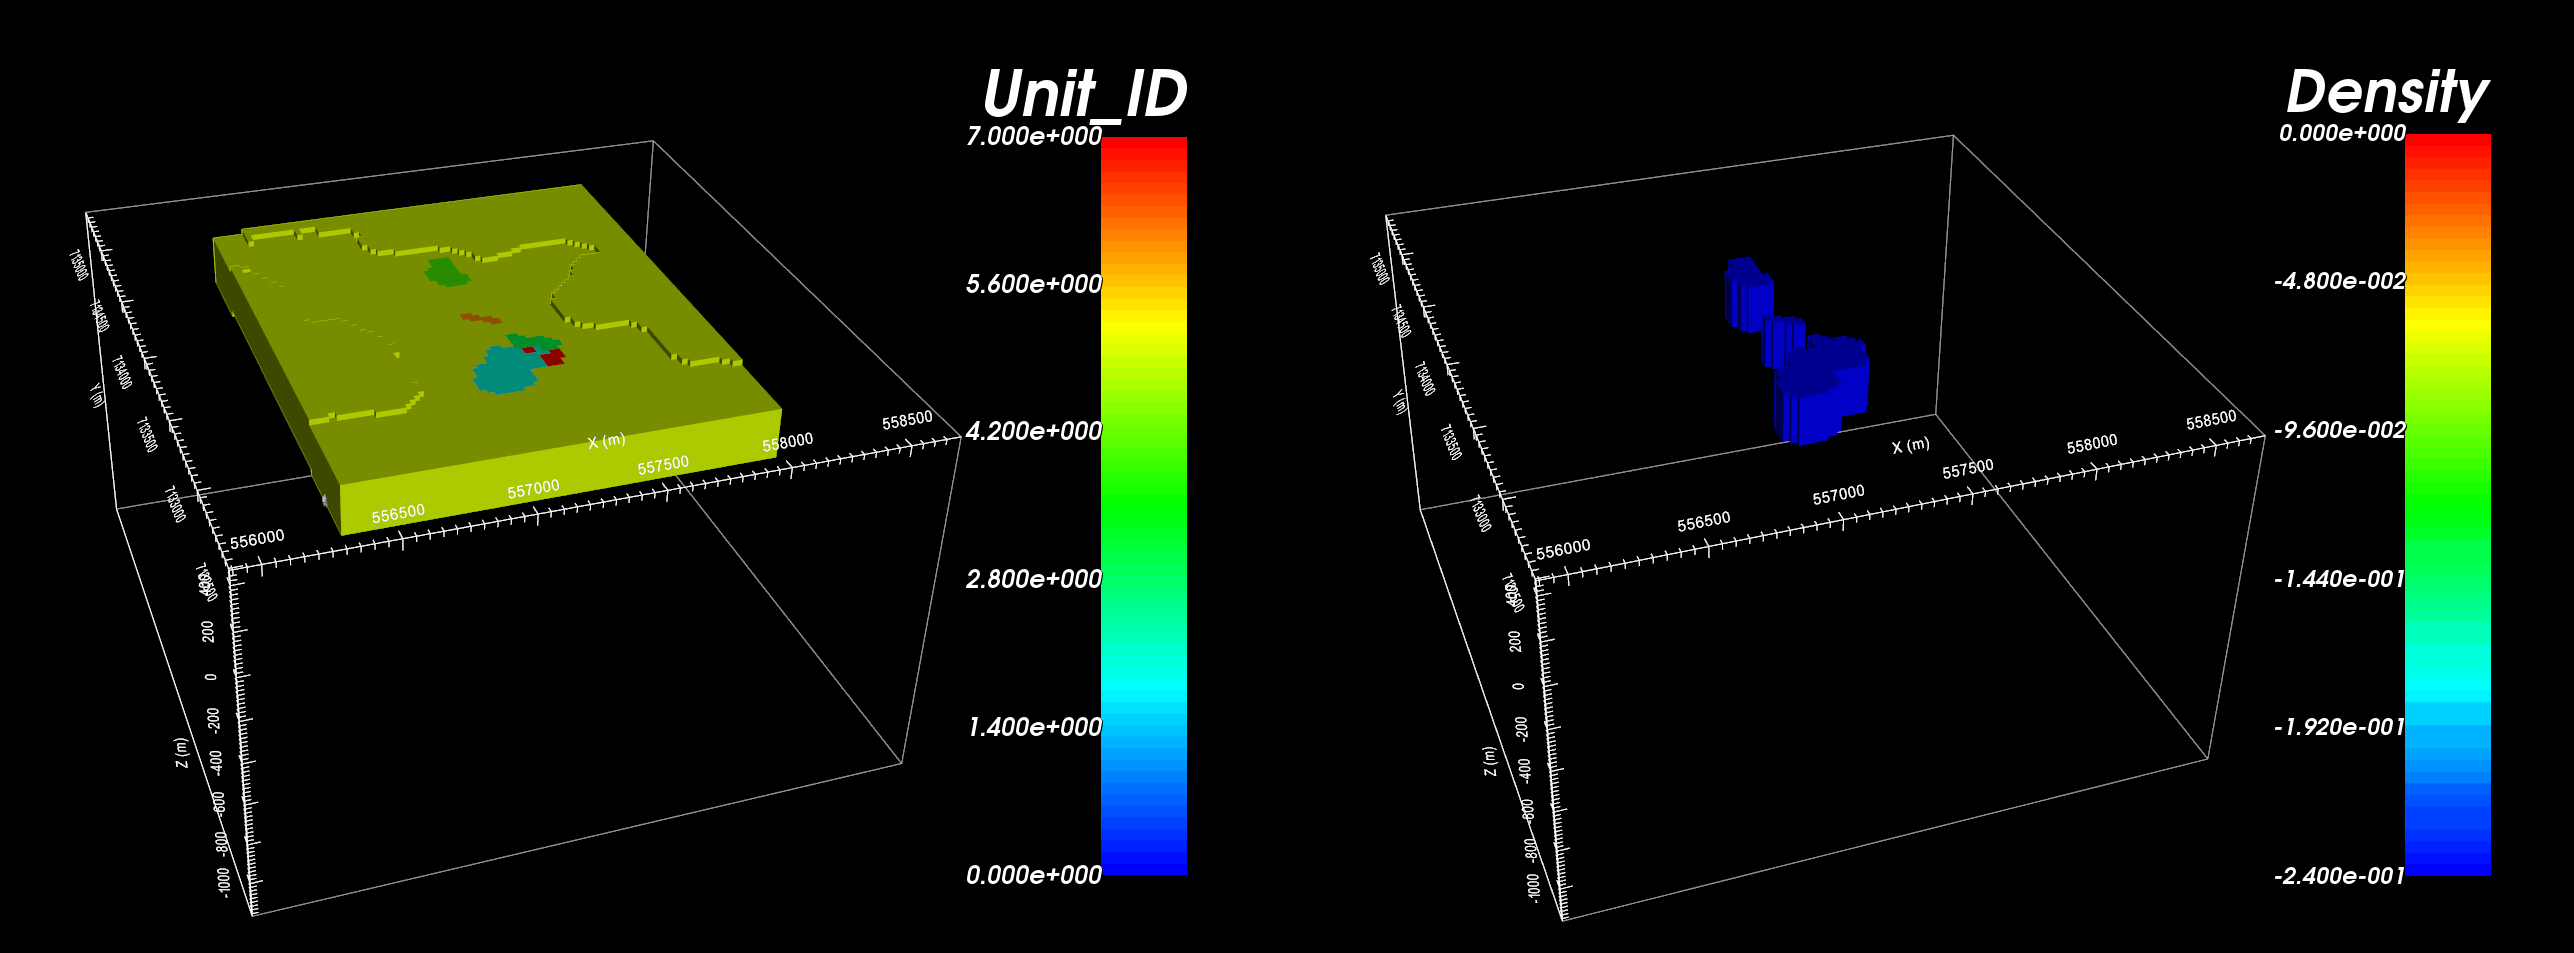 Unit_ID
7.000e+000
5.600e+000
4.200e+000
2.800e+000
1.400e+000
0.000e+000
X (m)
556000
556500
557000
557500
558000
558500
Y (m)
7135000
7134500
7134000
7133500
7133000
7132500
Z (m)
400
200
0
-200
-400
-600
-800
-1000
Density
0.000e+000
-4.800e-002
-9.600e-002
-1.440e-001
-1.920e-001
-2.400e-001
X (m)
556000
556500
557000
557500
558000
558500
Y (m)
7135000
7134500
7134000
7133500
7133000
7132500
Z (m)
400
200
0
-200
-400
-600
-800
-1000